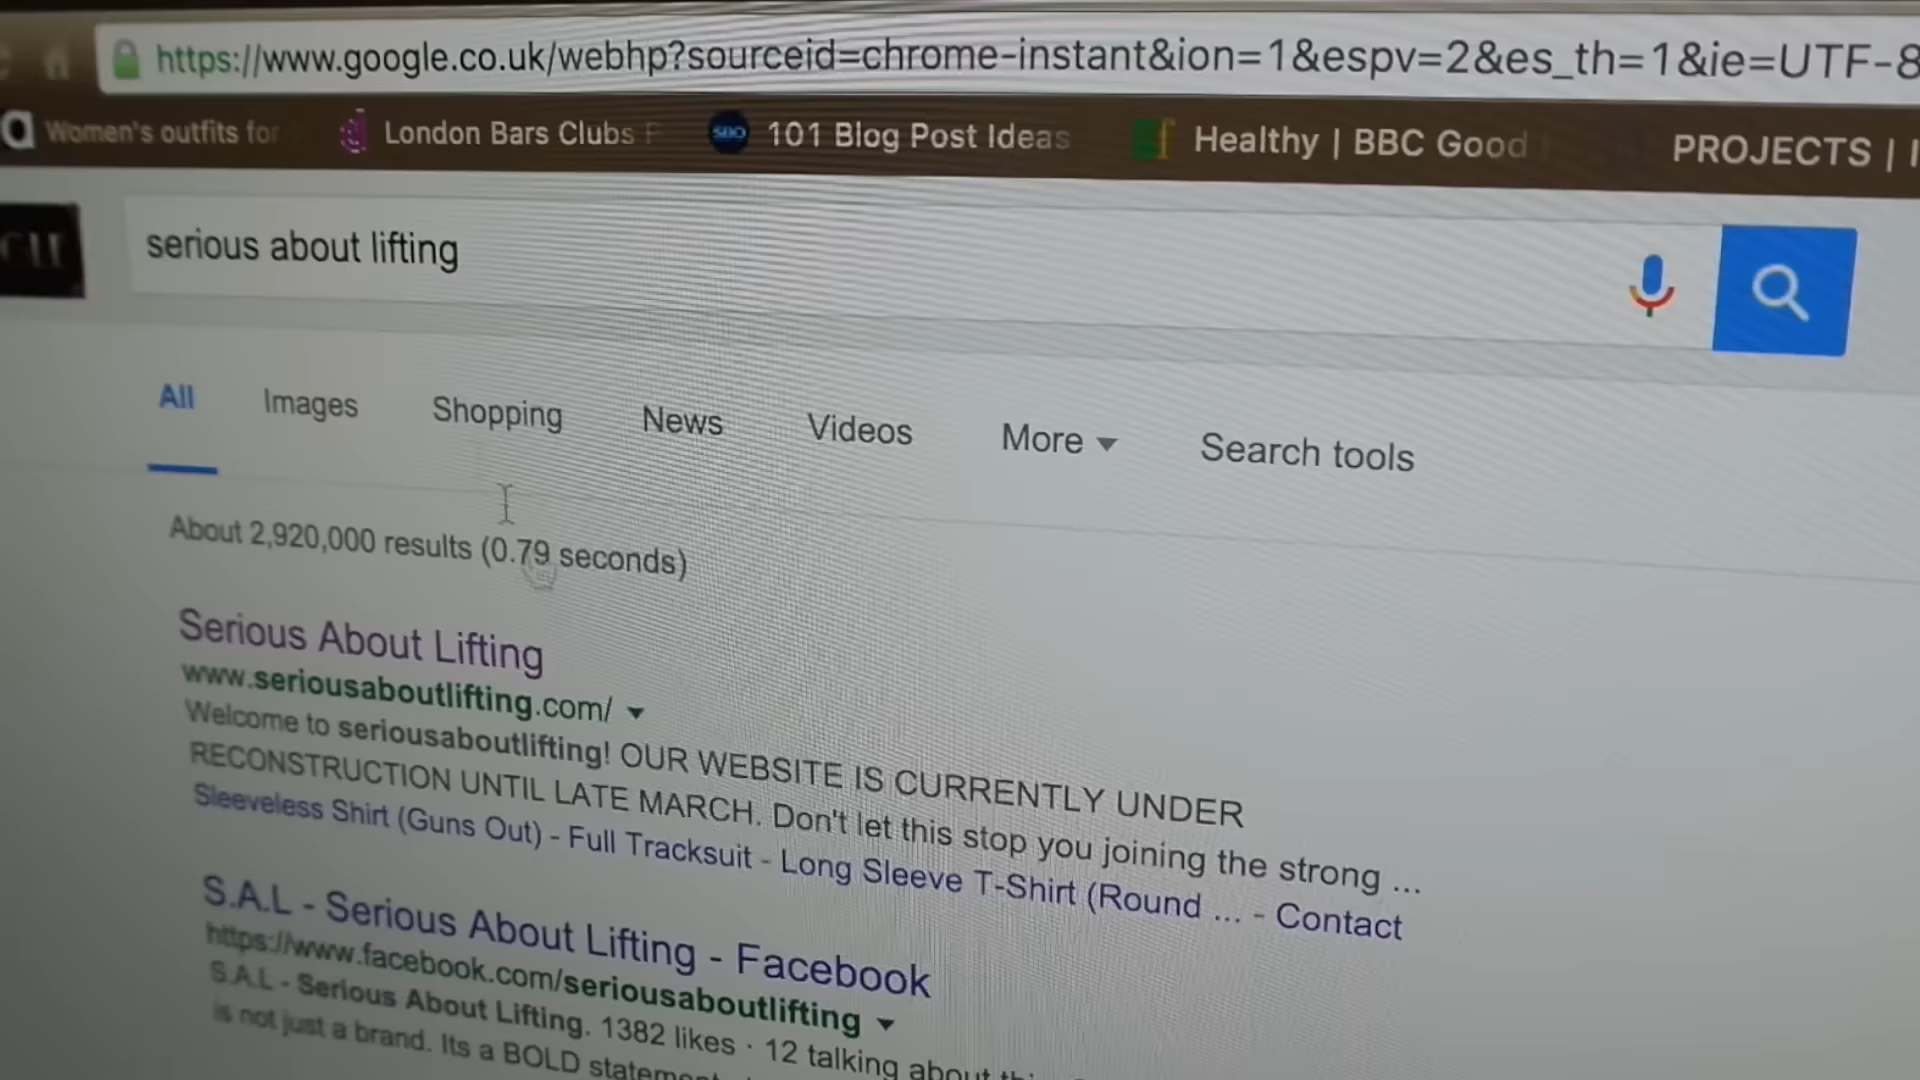 https://www.google.co.uk/webhp?sourceid=chrome-instant&ion=1&espv=2&es_th=1&ie=UTF-8
Women's outfits for London Bars Clubs 101 Blog Post Ideas Healthy | BBC Good PROJECTS |
serious about lifting
All Images Shopping News Videos More Search tools
About 2,920,000 results (0.79 seconds)
Serious About Lifting
www.seriousaboutlifting.com/
Welcome to seriousaboutlifting! OUR WEBSITE IS CURRENTLY UNDER
RECONSTRUCTION UNTIL LATE MARCH. Don't let this stop you joining the strong ...
Sleeveless Shirt (Guns Out) - Full Tracksuit - Long Sleeve T-Shirt (Round ... - Contact
S.A.L - Serious About Lifting - Facebook
https://www.facebook.com/seriousaboutlifting
S.A.L - Serious About Lifting. 1382 likes · 12 talking about
is not just a brand. Its a BOLD